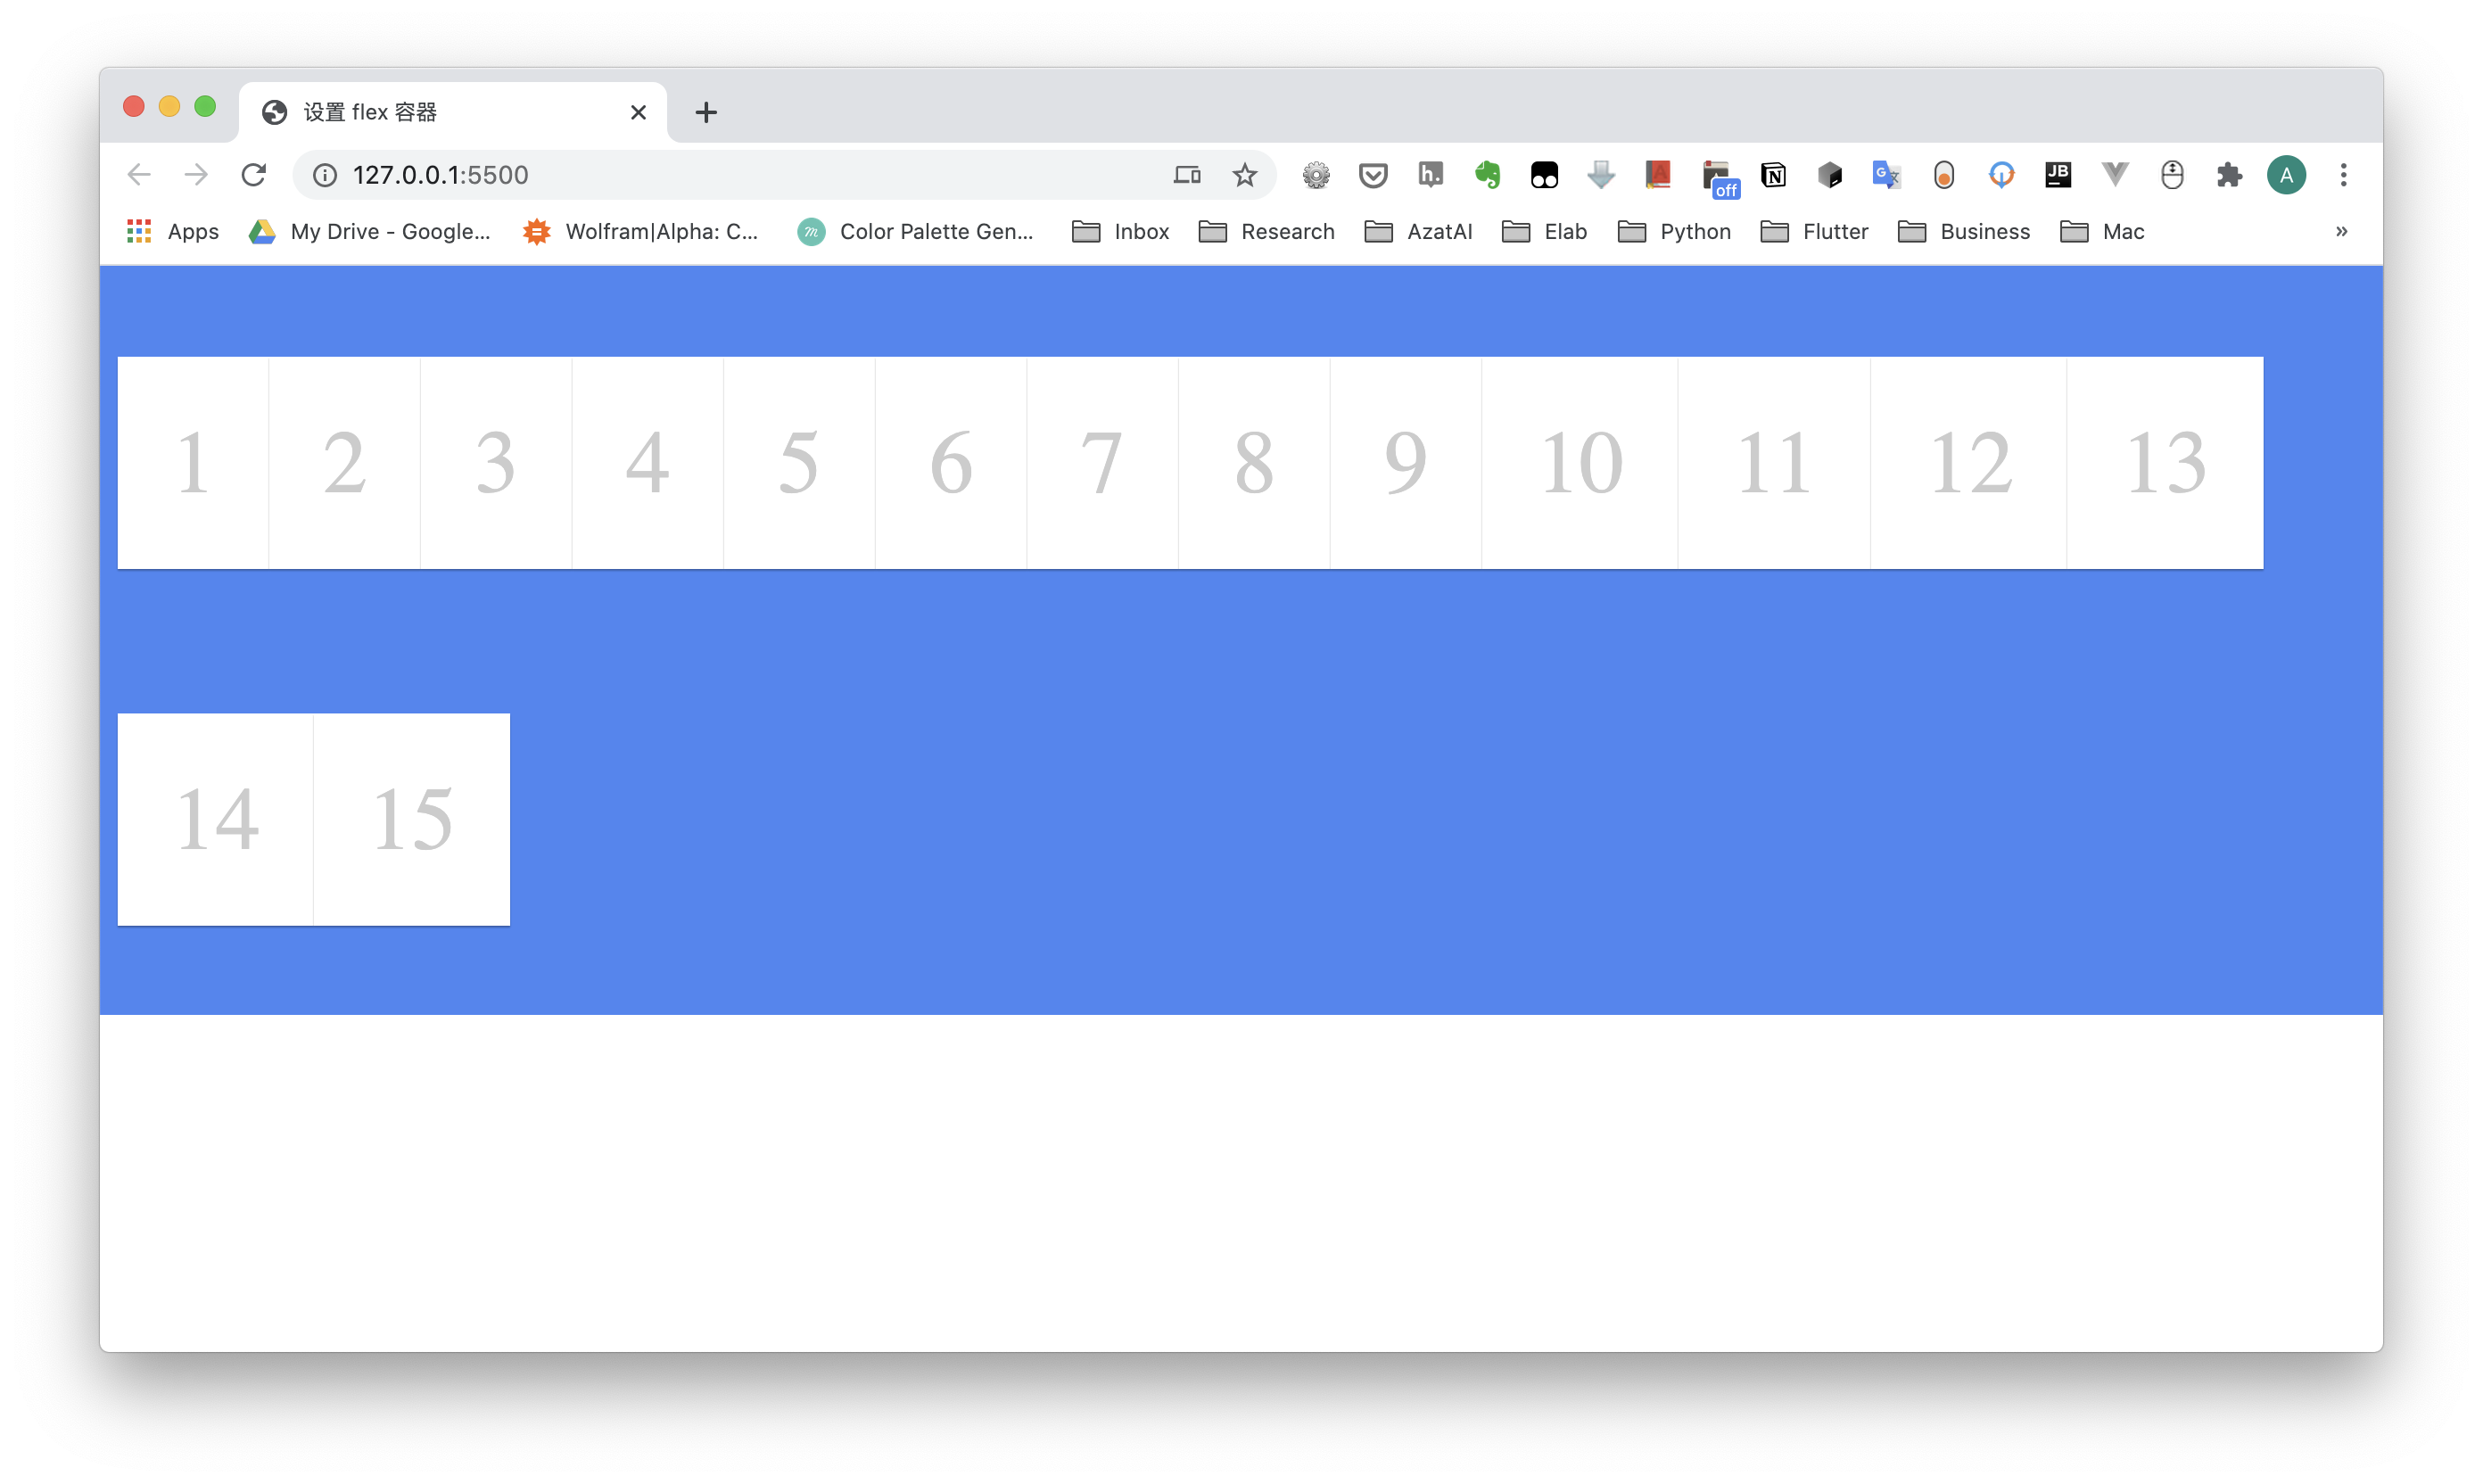 设置 flex 容器
127.0.0.1:5500
h.
off
N
G
JB
A
Apps My Drive - Google... Wolfram|Alpha: C... Color Palette Gen... Inbox Research AzatAI Elab Python Flutter Business Mac »
1 2 3 4 5 6 7 8 9 10 11 12 13
14 15